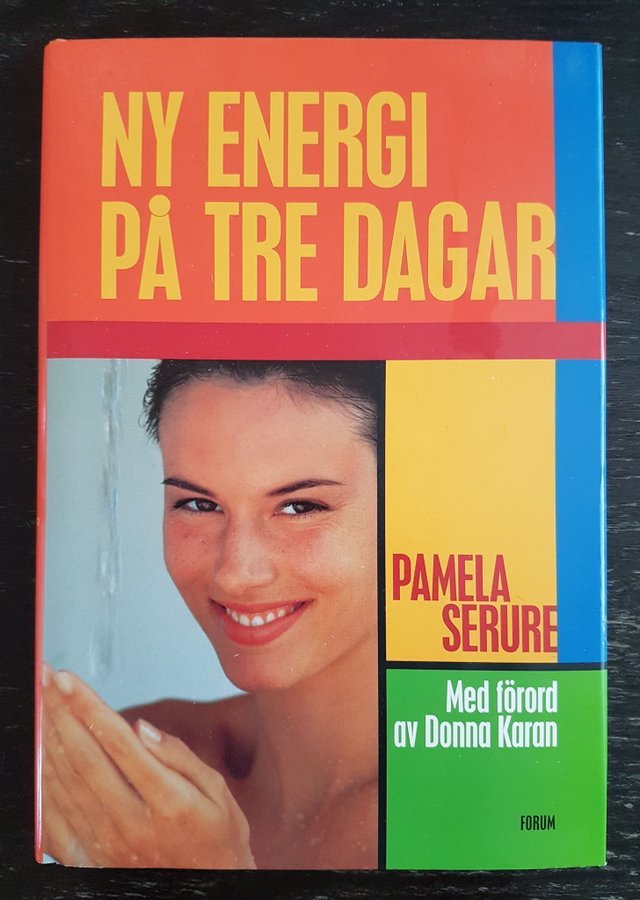 NY ENERGI
PÅ TRE DAGAR
PAMELA
SERURE
Med förord
av Donna Karan
FORUM